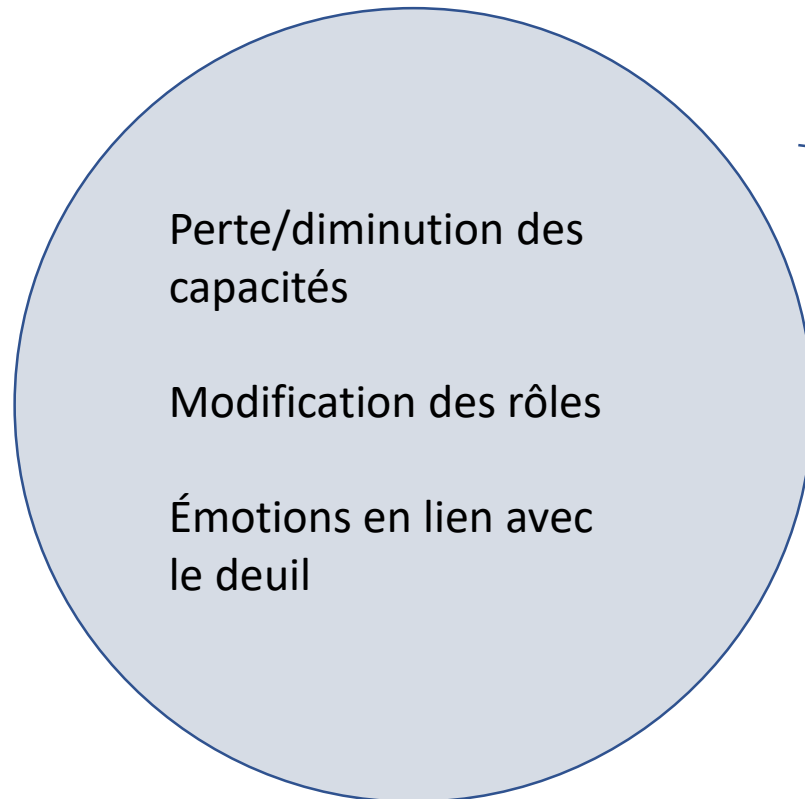 Perte/diminution des
capacités
Modification des rôles
Émotions en lien avec
le deuil